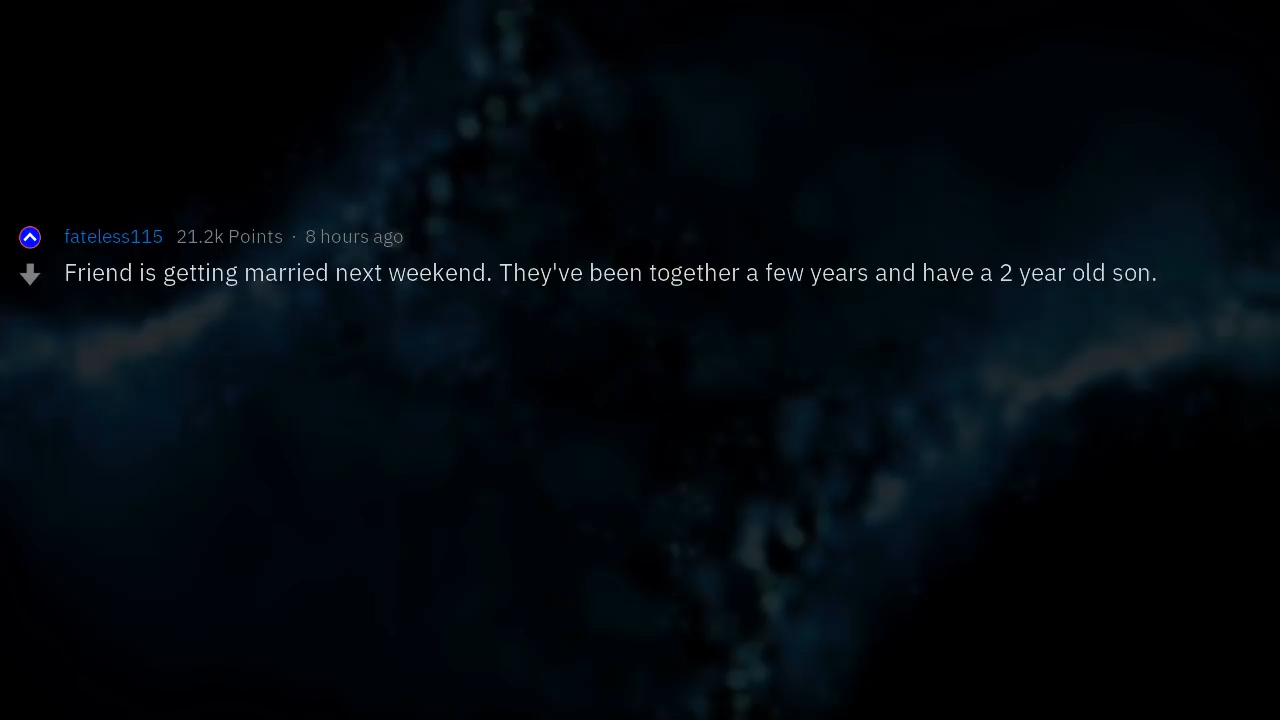 fateless115 21.2k Points · 8 hours ago
Friend is getting married next weekend. They've been together a few years and have a 2 year old son.